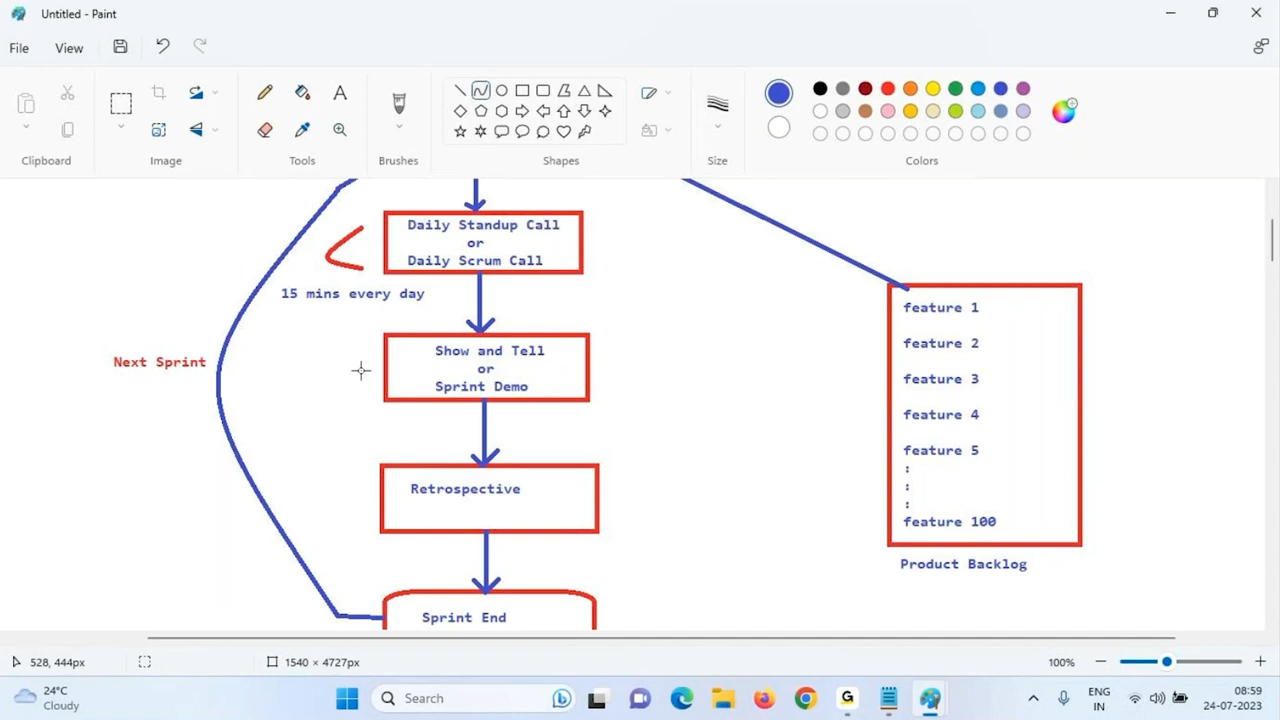 Untitled - Paint
File
View
Clipboard
Image
Tools
Brushes
Shapes
Size
Colors
Daily Standup Call
or
Daily Scrum Call
15 mins every day
Next Sprint
Show and Tell
or
Sprint Demo
Retrospective
Sprint End
feature 1
feature 2
feature 3
feature 4
feature 5
:
:
:
feature 100
Product Backlog
528, 444px
1540 × 4727px
100%
24°C
Cloudy
Search
ENG
IN
08:59
24-07-2023